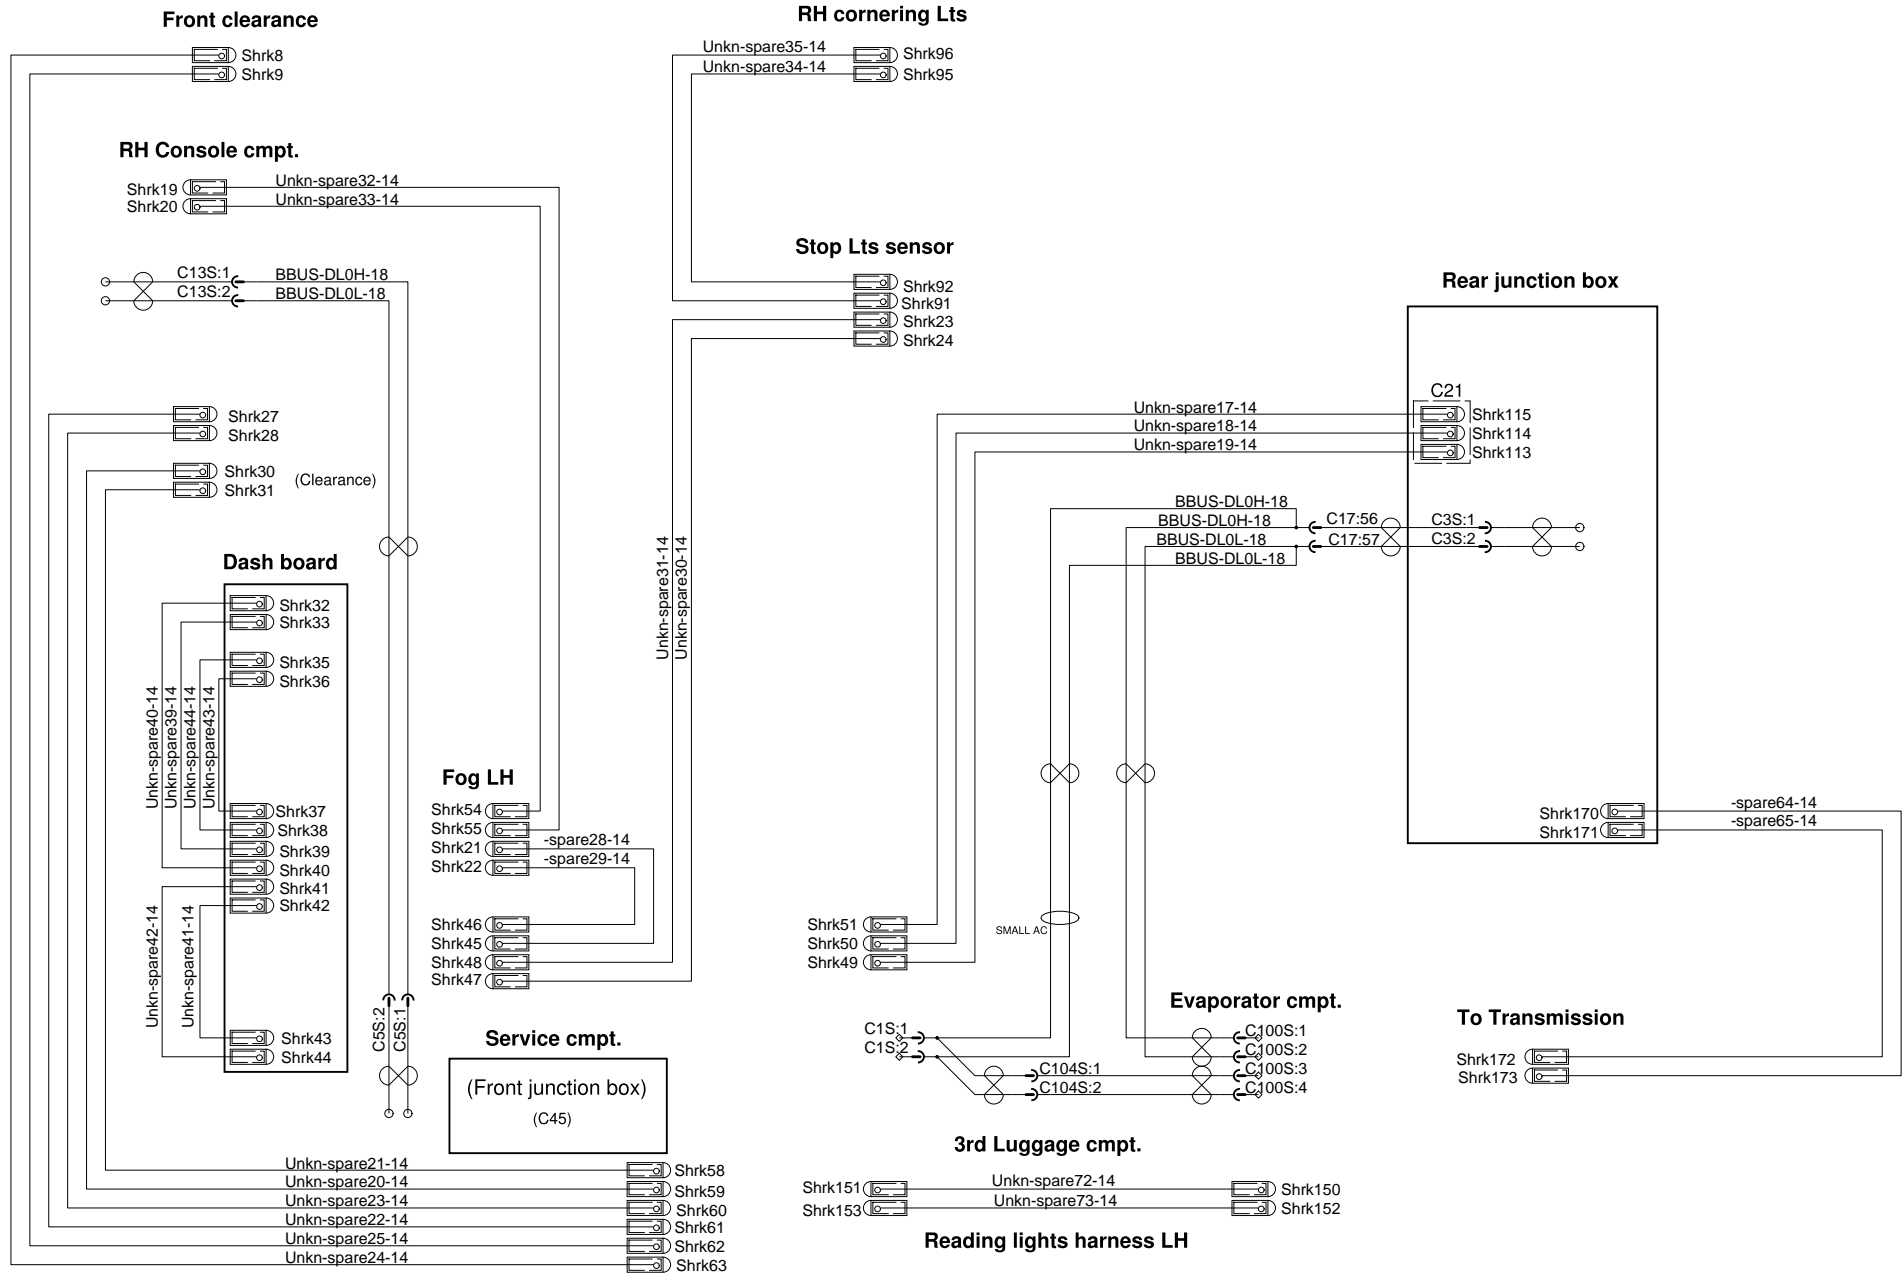 Front clearance
Shrk8
Shrk9
RH cornering Lts
Unkn-spare35-14
Shrk96
Unkn-spare34-14
Shrk95
RH Console cmpt.
Shrk19
Unkn-spare32-14
Shrk20
Unkn-spare33-14
C13S:1
BBUS-DL0H-18
C13S:2
BBUS-DL0L-18
Stop Lts sensor
Shrk92
Shrk91
Shrk23
Shrk24
Unkn-spare31-14
Unkn-spare30-14
Rear junction box
C21
Unkn-spare17-14
Shrk115
Unkn-spare18-14
Shrk114
Unkn-spare19-14
Shrk113
BBUS-DL0H-18
BBUS-DL0H-18
C17:56
C3S:1
BBUS-DL0L-18
C17:57
C3S:2
BBUS-DL0L-18
Shrk27
Shrk28
Shrk30
(Clearance)
Shrk31
Dash board
Shrk32
Shrk33
Shrk35
Shrk36
Unkn-spare40-14
Unkn-spare39-14
Unkn-spare44-14
Unkn-spare43-14
Shrk37
Shrk38
Shrk39
Shrk40
Shrk41
Shrk42
Unkn-spare42-14
Unkn-spare41-14
Shrk43
Shrk44
C5S:2
C5S:1
Fog LH
Shrk54
Shrk55
Shrk21
-spare28-14
Shrk22
-spare29-14
Shrk46
Shrk45
Shrk48
Shrk47
Service cmpt.
(Front junction box)
(C45)
Shrk51
Shrk50
Shrk49
SMALL AC
C1S:1
C1S:2
C104S:1
C104S:2
Evaporator cmpt.
C100S:1
C100S:2
C100S:3
C100S:4
Shrk170
-spare64-14
Shrk171
-spare65-14
To Transmission
Shrk172
Shrk173
3rd Luggage cmpt.
Shrk151
Unkn-spare72-14
Shrk150
Shrk153
Unkn-spare73-14
Shrk152
Reading lights harness LH
Unkn-spare21-14
Shrk58
Unkn-spare20-14
Shrk59
Unkn-spare23-14
Shrk60
Unkn-spare22-14
Shrk61
Unkn-spare25-14
Shrk62
Unkn-spare24-14
Shrk63